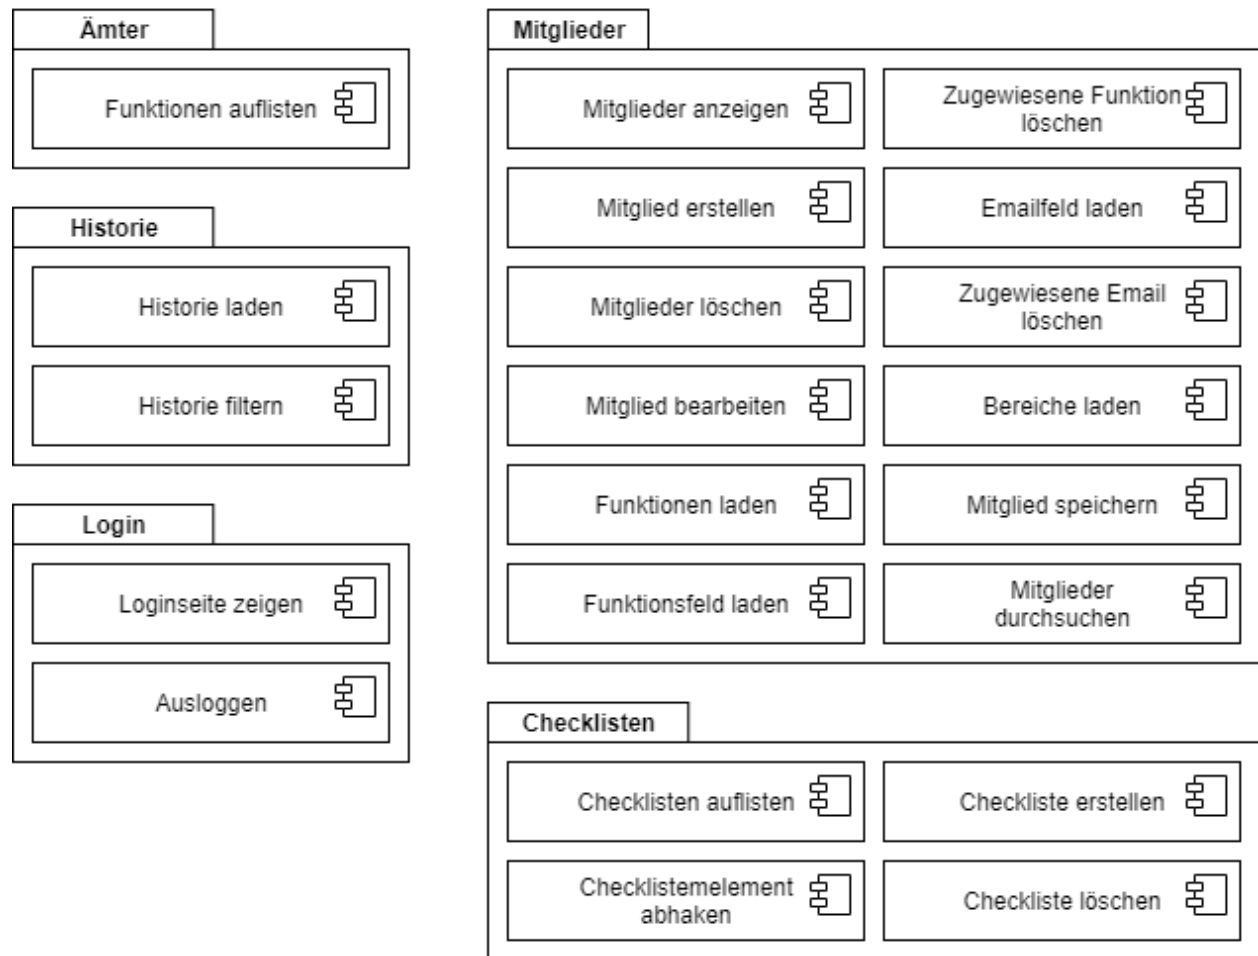 Ämter
Funktionen auflisten
Historie
Historie laden
Historie filtern
Login
Loginseite zeigen
Ausloggen
Mitglieder
Mitglieder anzeigen
Zugewiesene Funktion
löschen
Mitglied erstellen
Emailfeld laden
Mitglieder löschen
Zugewiesene Email
löschen
Mitglied bearbeiten
Bereiche laden
Funktionen laden
Mitglied speichern
Funktionsfeld laden
Mitglieder
durchsuchen
Checklisten
Checklisten auflisten
Checkliste erstellen
Checklistemelement
abhaken
Checkliste löschen